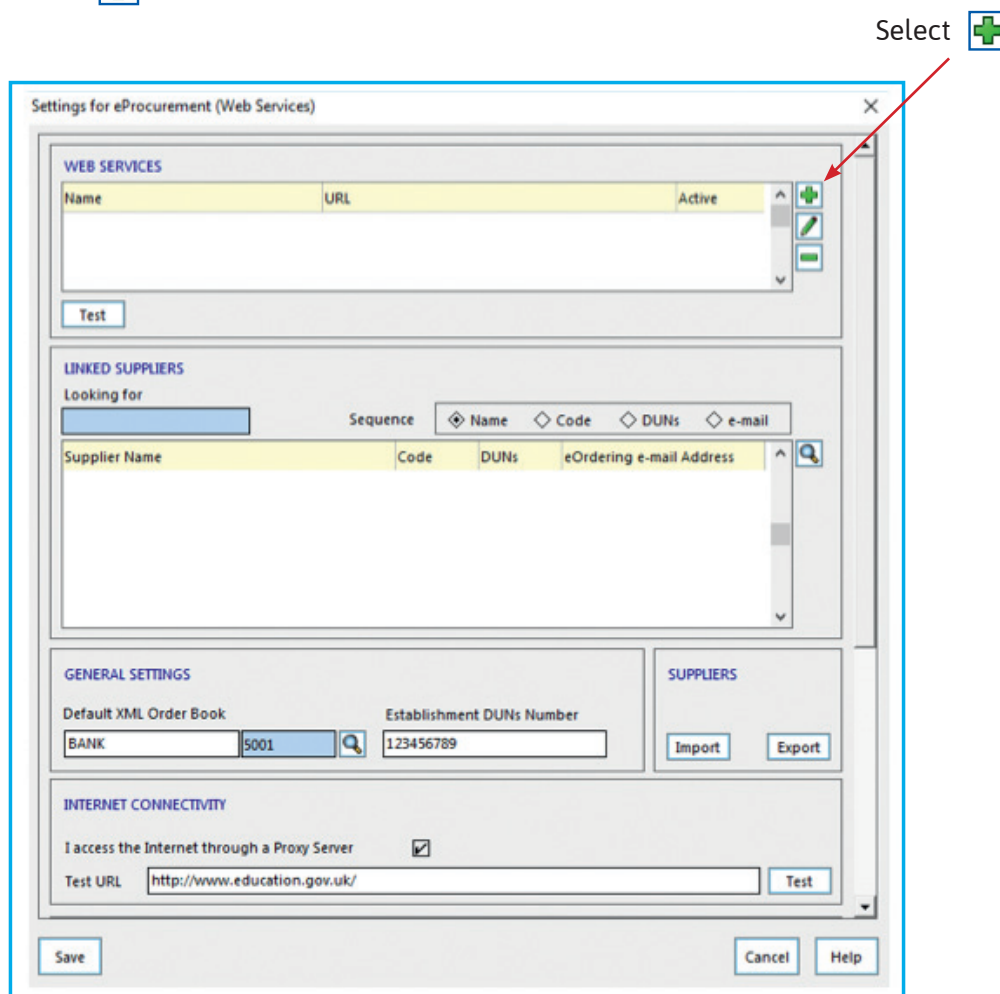 Select
Settings for eProcurement (Web Services)
WEB SERVICES
Name URL Active
Test
LINKED SUPPLIERS
Looking for
Sequence Name Code DUNs e-mail
Supplier Name Code DUNs eOrdering e-mail Address
GENERAL SETTINGS SUPPLIERS
Default XML Order Book Establishment DUNs Number
BANK 5001 123456789 Import Export
INTERNET CONNECTIVITY
I access the Internet through a Proxy Server
Test URL http://www.education.gov.uk/ Test
Save Cancel Help